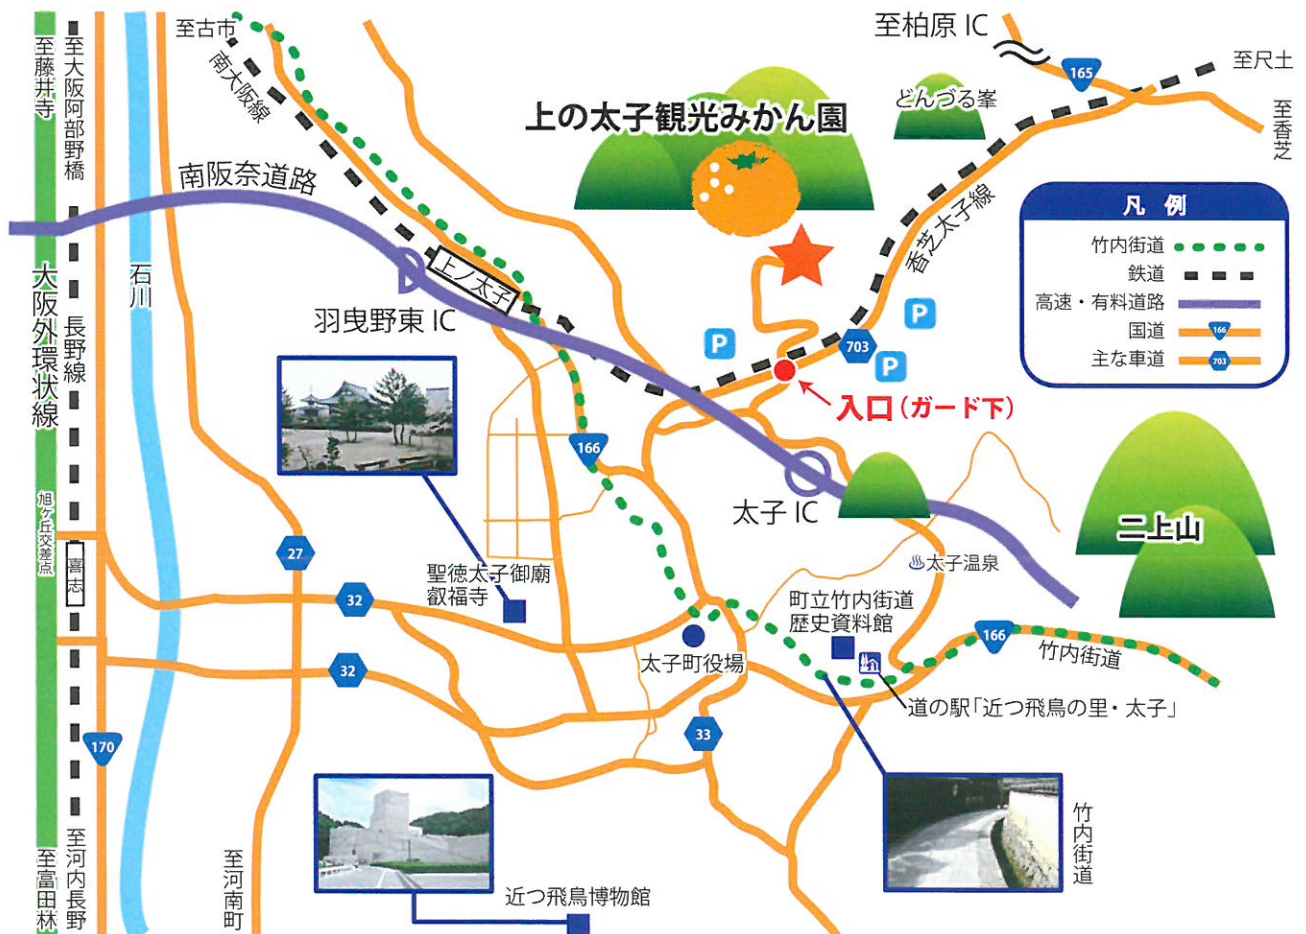 至柏原 IC
至古市
至尺土
165
至藤井寺
至大阪阿部野橋
南大阪線
どんづる峯
上の太子観光みかん園
至香芝
南阪奈道路
凡 例
竹内街道
鉄道
高速・有料道路
国道
166
主な車道
703
香芝太子線
石川
上ノ太子
大阪外環状線
長野線
羽曳野東 IC
P
P
P
703
入口(ガード下)
166
太子 IC
二上山
旭ヶ丘交差点
喜志
27
太子温泉
聖徳太子御廟
叡福寺
32
町立竹内街道
歴史資料館
166
竹内街道
太子町役場
32
道の駅「近つ飛鳥の里・太子」
33
170
竹内街道
至富田林
至河内長野
至河南町
近つ飛鳥博物館